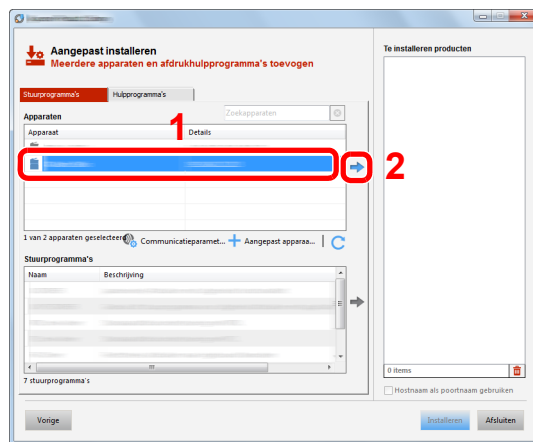 Aangepast installeren
Meerdere apparaten en afdrukhulpprogramma's toevogen
Te installeren producten
Stuurprogramma's
Hulpprogramma's
Apparaten
Zoekapparaten
Apparaat
Details
1
2
1 van 2 apparaten geselecteerd
Communicatieparamet...
Aangepast apparaa...
Stuurprogramma's
Naam
Beschrijving
7 stuurprogramma's
0 items
Hostnaam als poortnaam gebruiken
Vorige
Installeren
Afsluiten